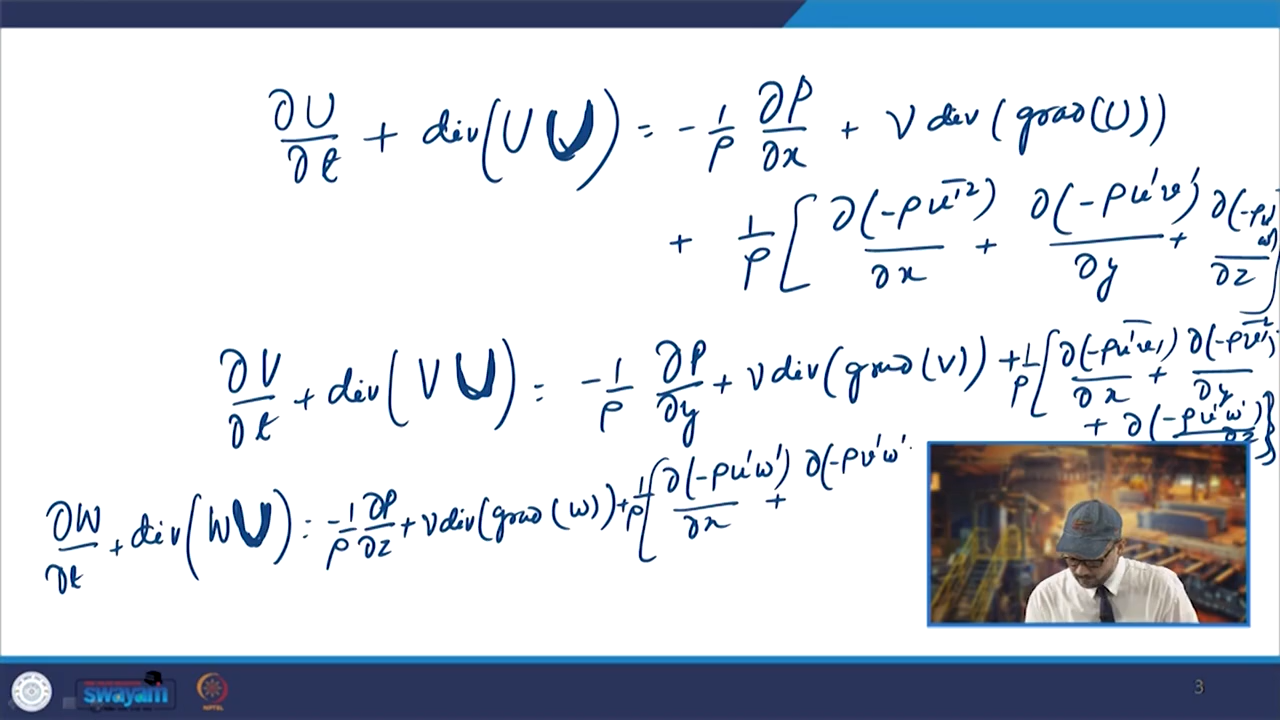 ∂U/∂t + div(U U) = - 1/ρ ∂P/∂x + ν div(grad(U))
+ 1/ρ [ ∂(-ρu'²)/∂x + ∂(-ρu'v')/∂y + ∂(-ρu'w')/∂z ]
∂V/∂t + div(V U) = - 1/ρ ∂P/∂y + ν div(grad(V)) + 1/ρ [ ∂(-ρu'v')/∂x + ∂(-ρv'²)/∂y
+ ∂(-ρv'w')/∂z ]
∂W/∂t + div(W U) = - 1/ρ ∂P/∂z + ν div(grad(W)) + 1/ρ [ ∂(-ρu'w')/∂x + ∂(-ρv'w'
swayam
3